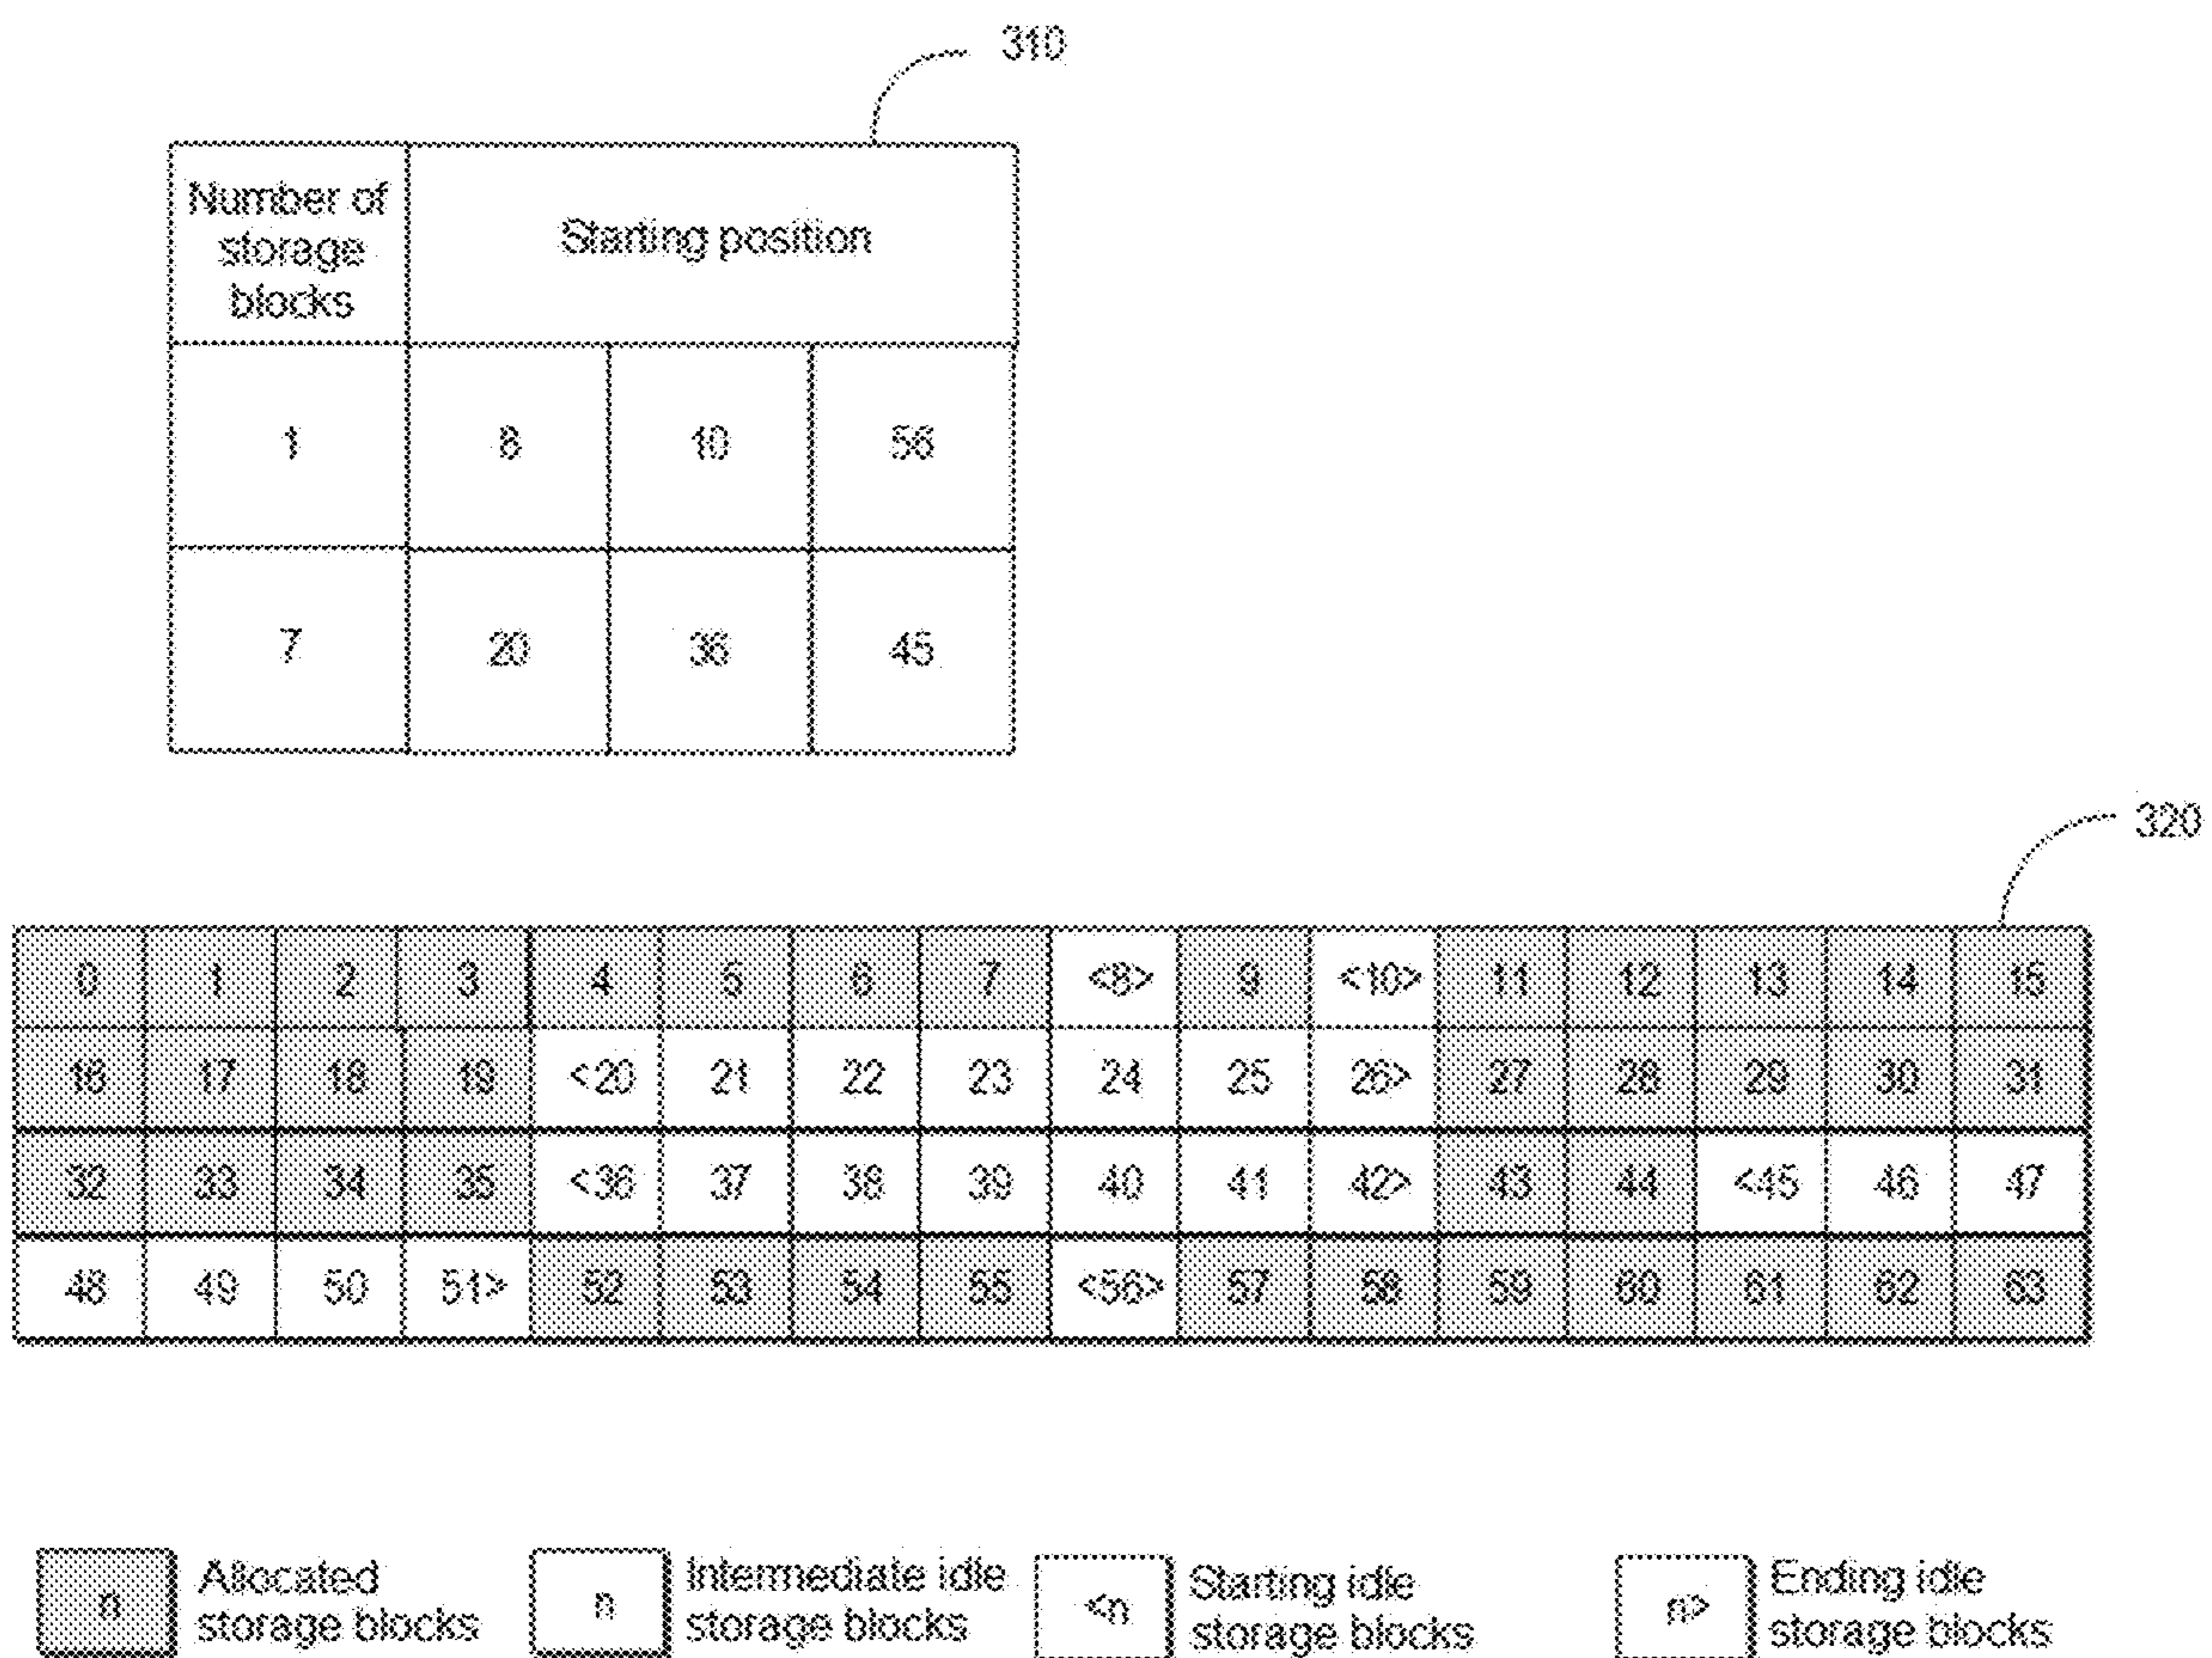 310
Number of
storage
blocks
Starting position
1 8 10 56
7 20 36 45
320
0 1 2 3 4 5 6 7 <8> 9 <10> 11 12 13 14 15
16 17 18 19 <20 21 22 23 24 25 26> 27 28 29 30 31
32 33 34 35 <36 37 38 39 40 41 42> 43 44 <45 46 47
48 49 50 51> 52 53 54 55 <56> 57 58 59 60 61 62 63
n
Allocated
storage blocks
n
Intermediate idle
storage blocks
<n
Starting idle
storage blocks
n>
Ending idle
storage blocks